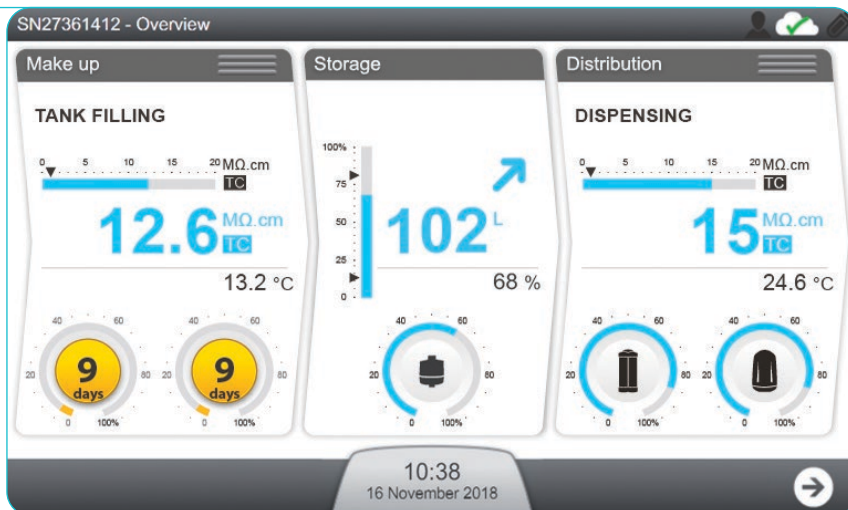 SN27361412 - Overview
Make up
TANK FILLING
0 5 10 15 20 MΩ.cm
TC
12.6 MΩ.cm
TC
13.2 °C
40 60
20 80
0 100%
9
days
40 60
20 80
0 100%
9
days
Storage
100%
75
50
25
0
102 L
68 %
40 60
20 80
0 100%
Distribution
DISPENSING
0 5 10 15 20 MΩ.cm
TC
15 MΩ.cm
TC
24.6 °C
40 60
20 80
0 100%
40 60
20 80
0 100%
10:38
16 November 2018